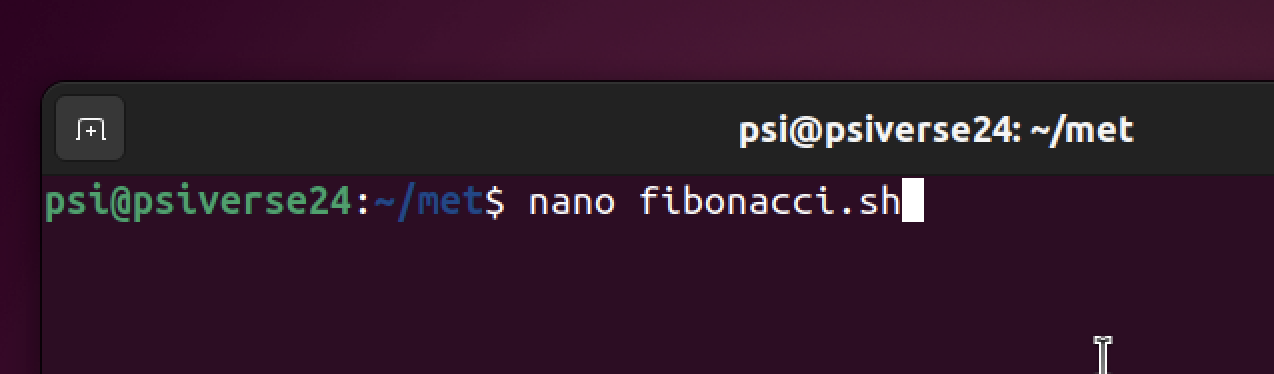 psi@psiverse24: ~/met
psi@psiverse24:~/met$ nano fibonacci.sh